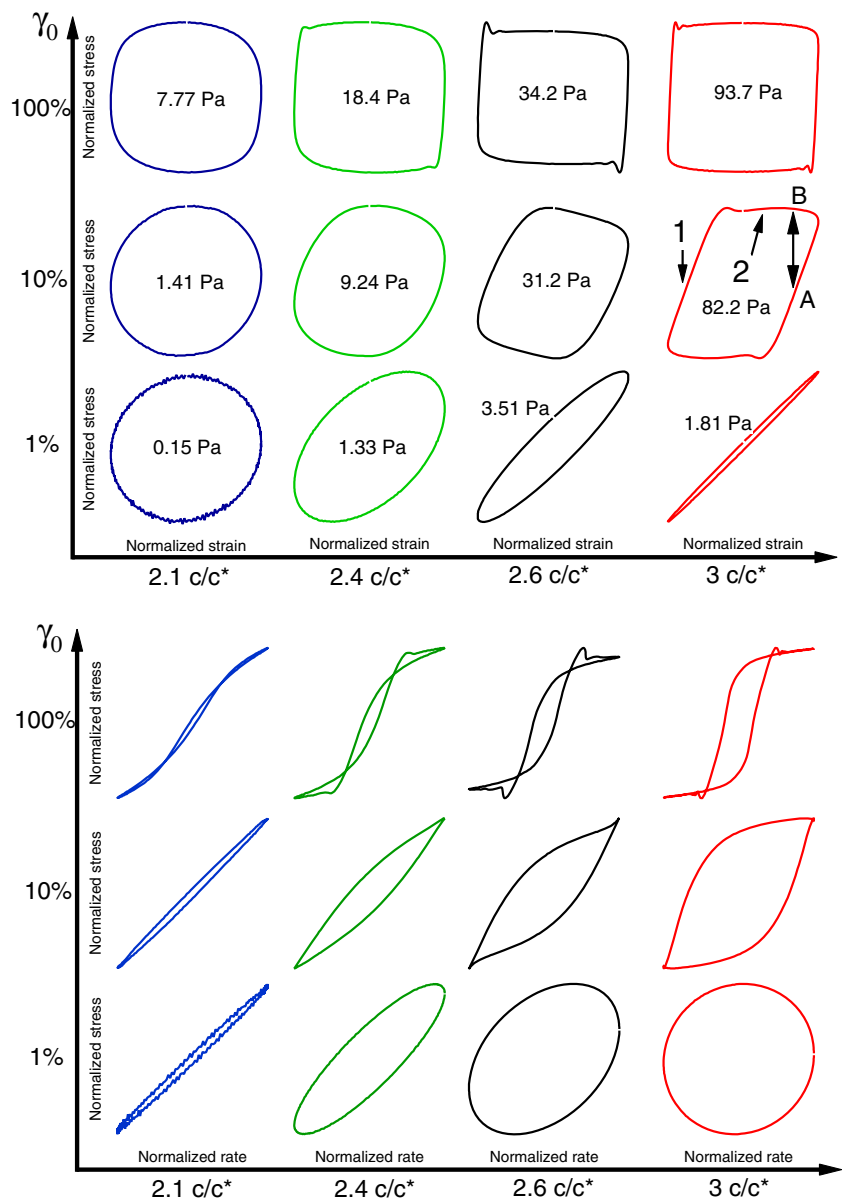 γ₀
Normalized stress
100%
7.77 Pa
18.4 Pa
34.2 Pa
93.7 Pa
Normalized stress
10%
1.41 Pa
9.24 Pa
31.2 Pa
82.2 Pa
1
2
B
A
Normalized stress
1%
0.15 Pa
1.33 Pa
3.51 Pa
1.81 Pa
Normalized strain
Normalized strain
Normalized strain
Normalized strain
2.1 c/c*
2.4 c/c*
2.6 c/c*
3 c/c*
γ₀
Normalized stress
100%
Normalized stress
10%
Normalized stress
1%
Normalized rate
Normalized rate
Normalized rate
Normalized rate
2.1 c/c*
2.4 c/c*
2.6 c/c*
3 c/c*